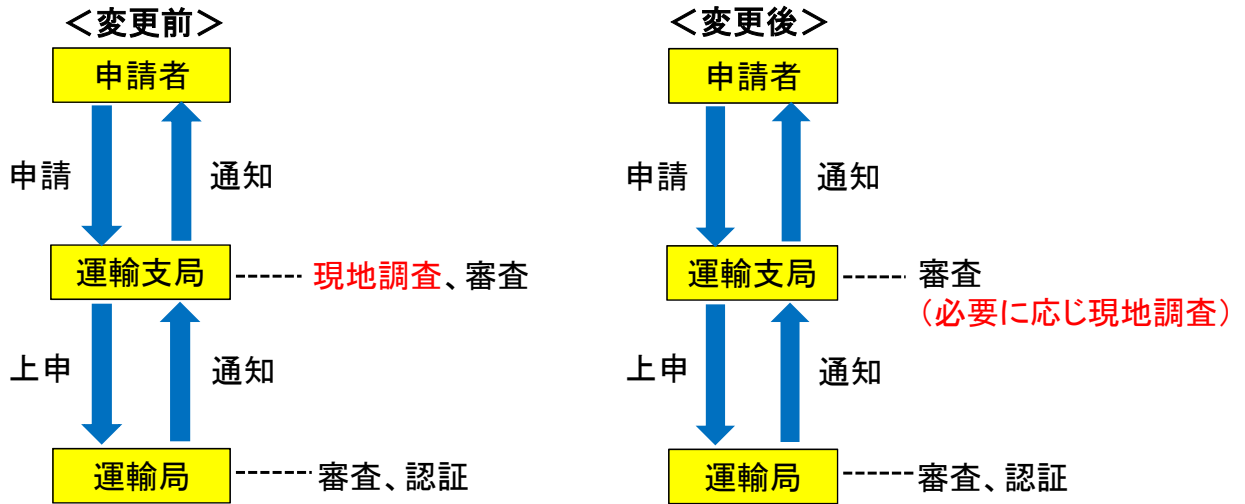 ＜変更前＞
申請者
申請
通知
運輸支局
現地調査、審査
上申
通知
運輸局
審査、認証
＜変更後＞
申請者
申請
通知
運輸支局
審査
（必要に応じ現地調査）
上申
通知
運輸局
審査、認証